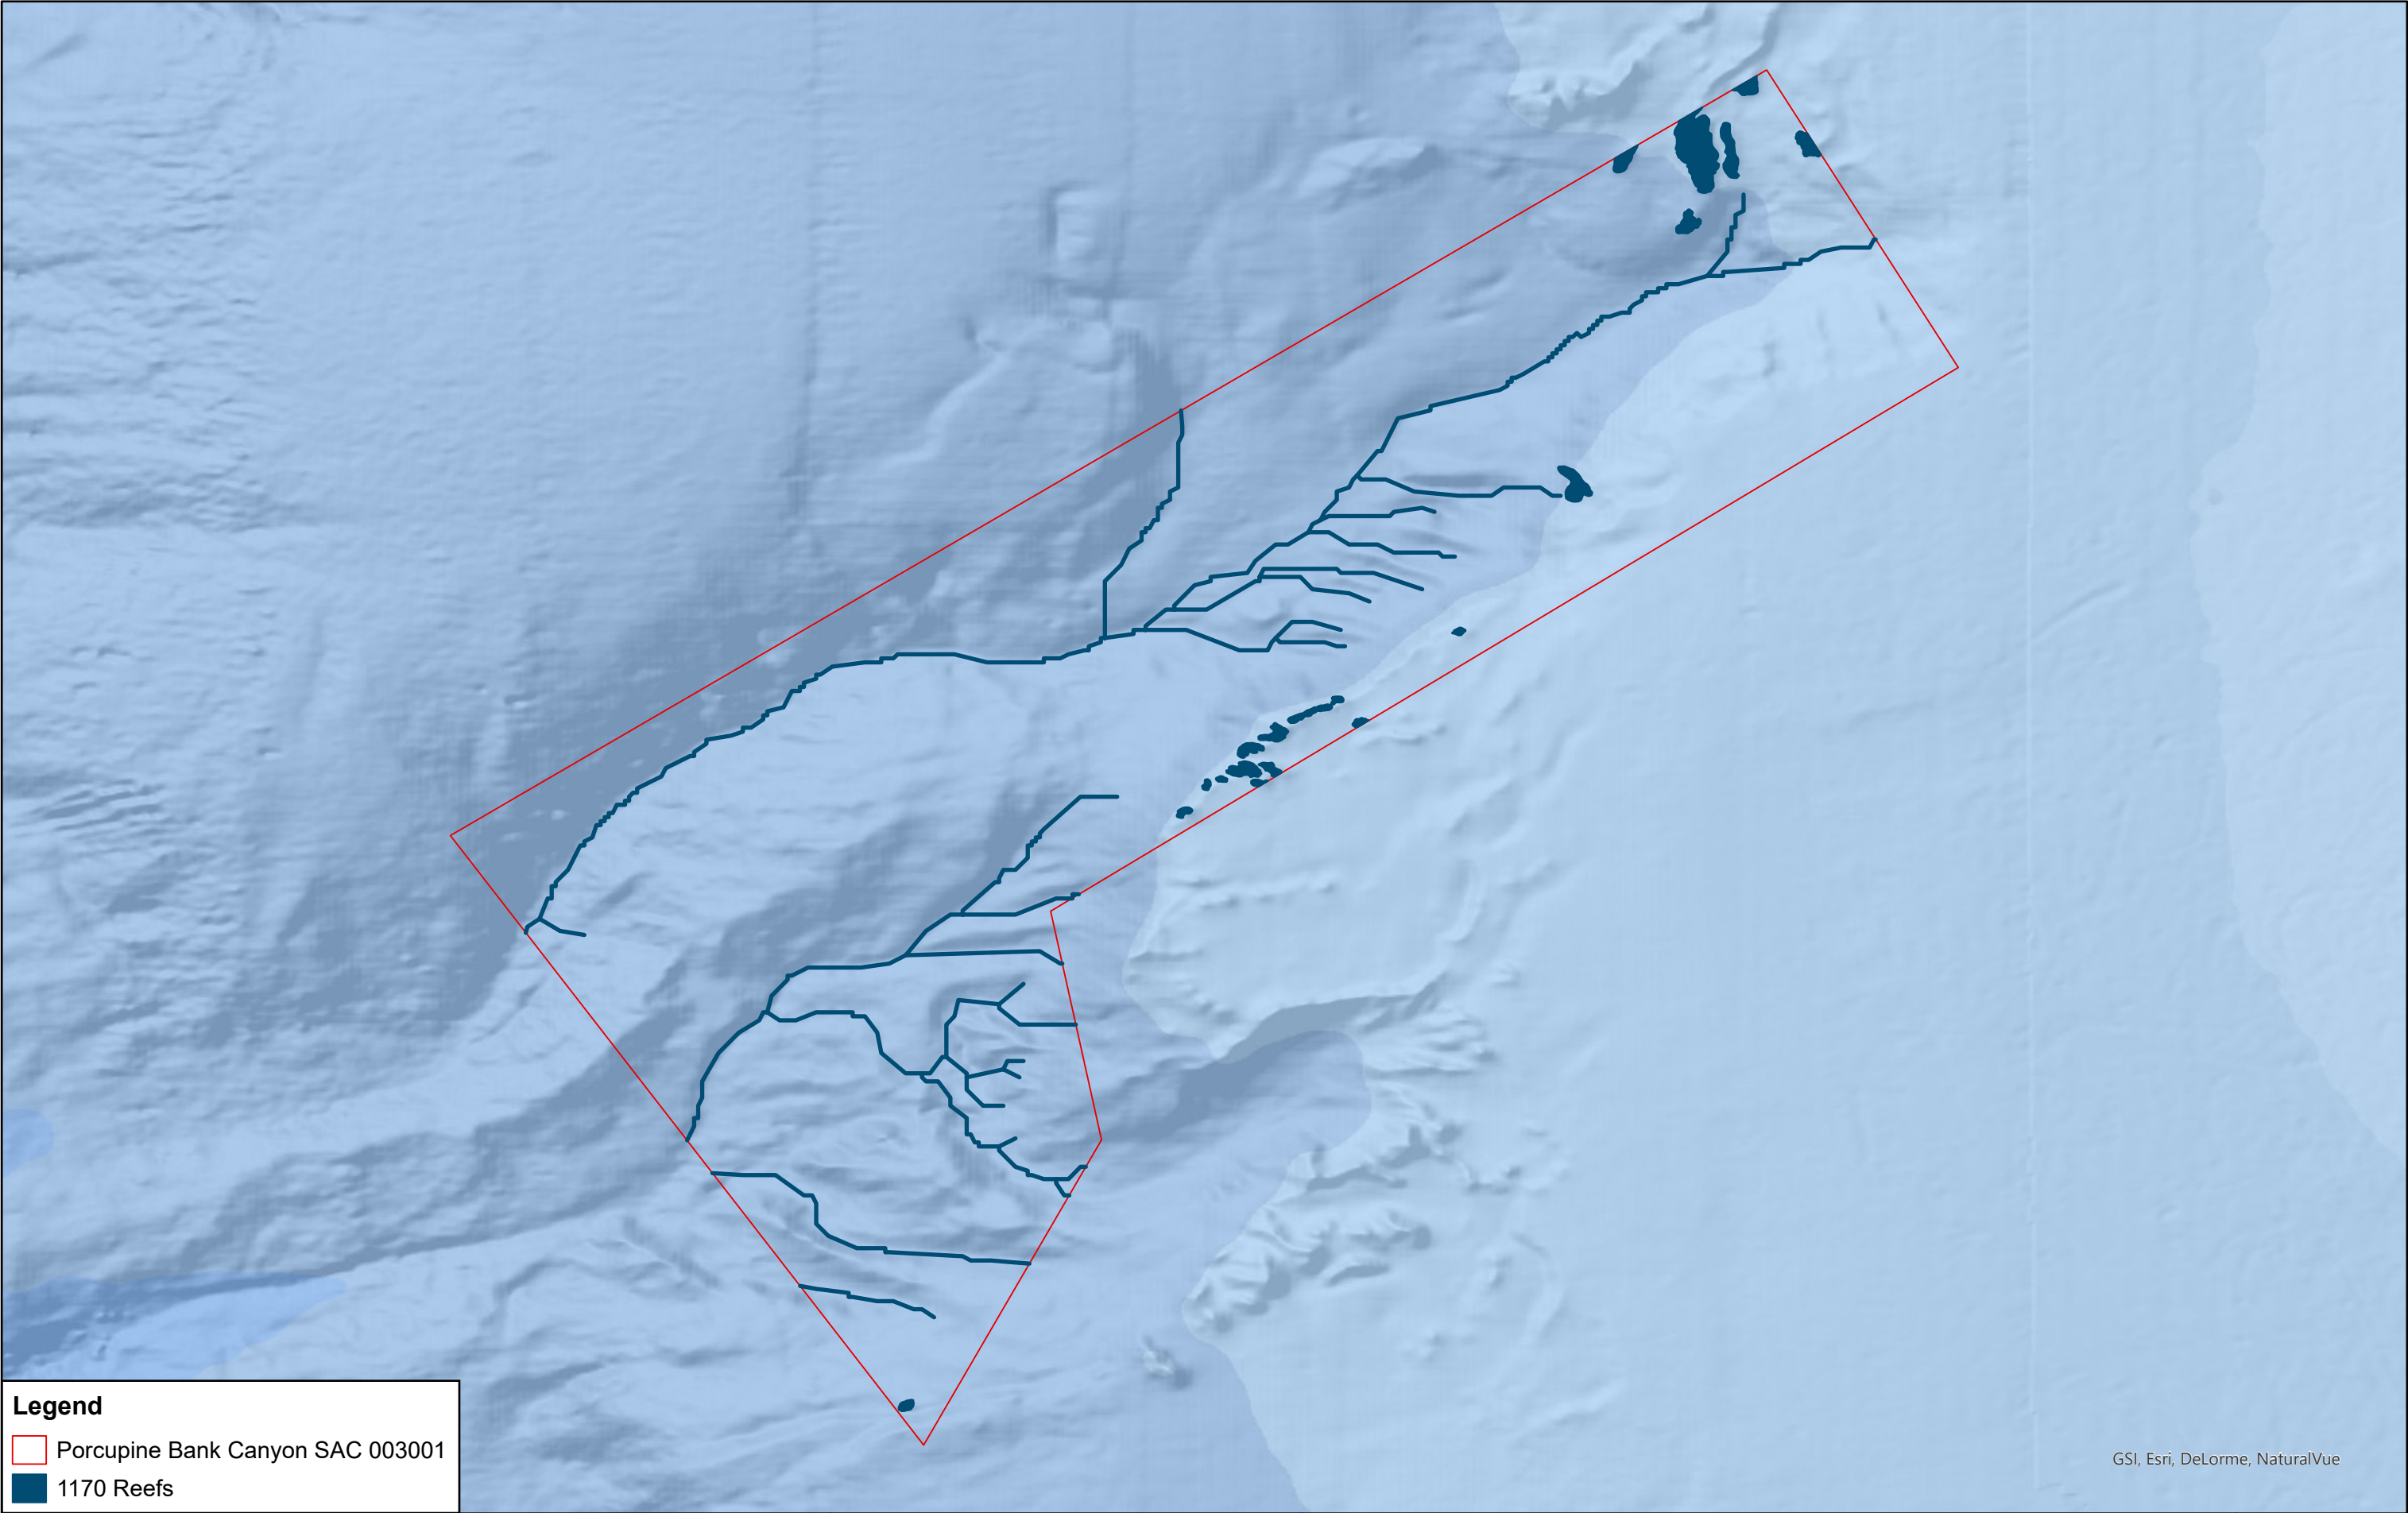 Legend
Porcupine Bank Canyon SAC 003001
1170 Reefs
GSI, Esri, DeLorme, NaturalVue